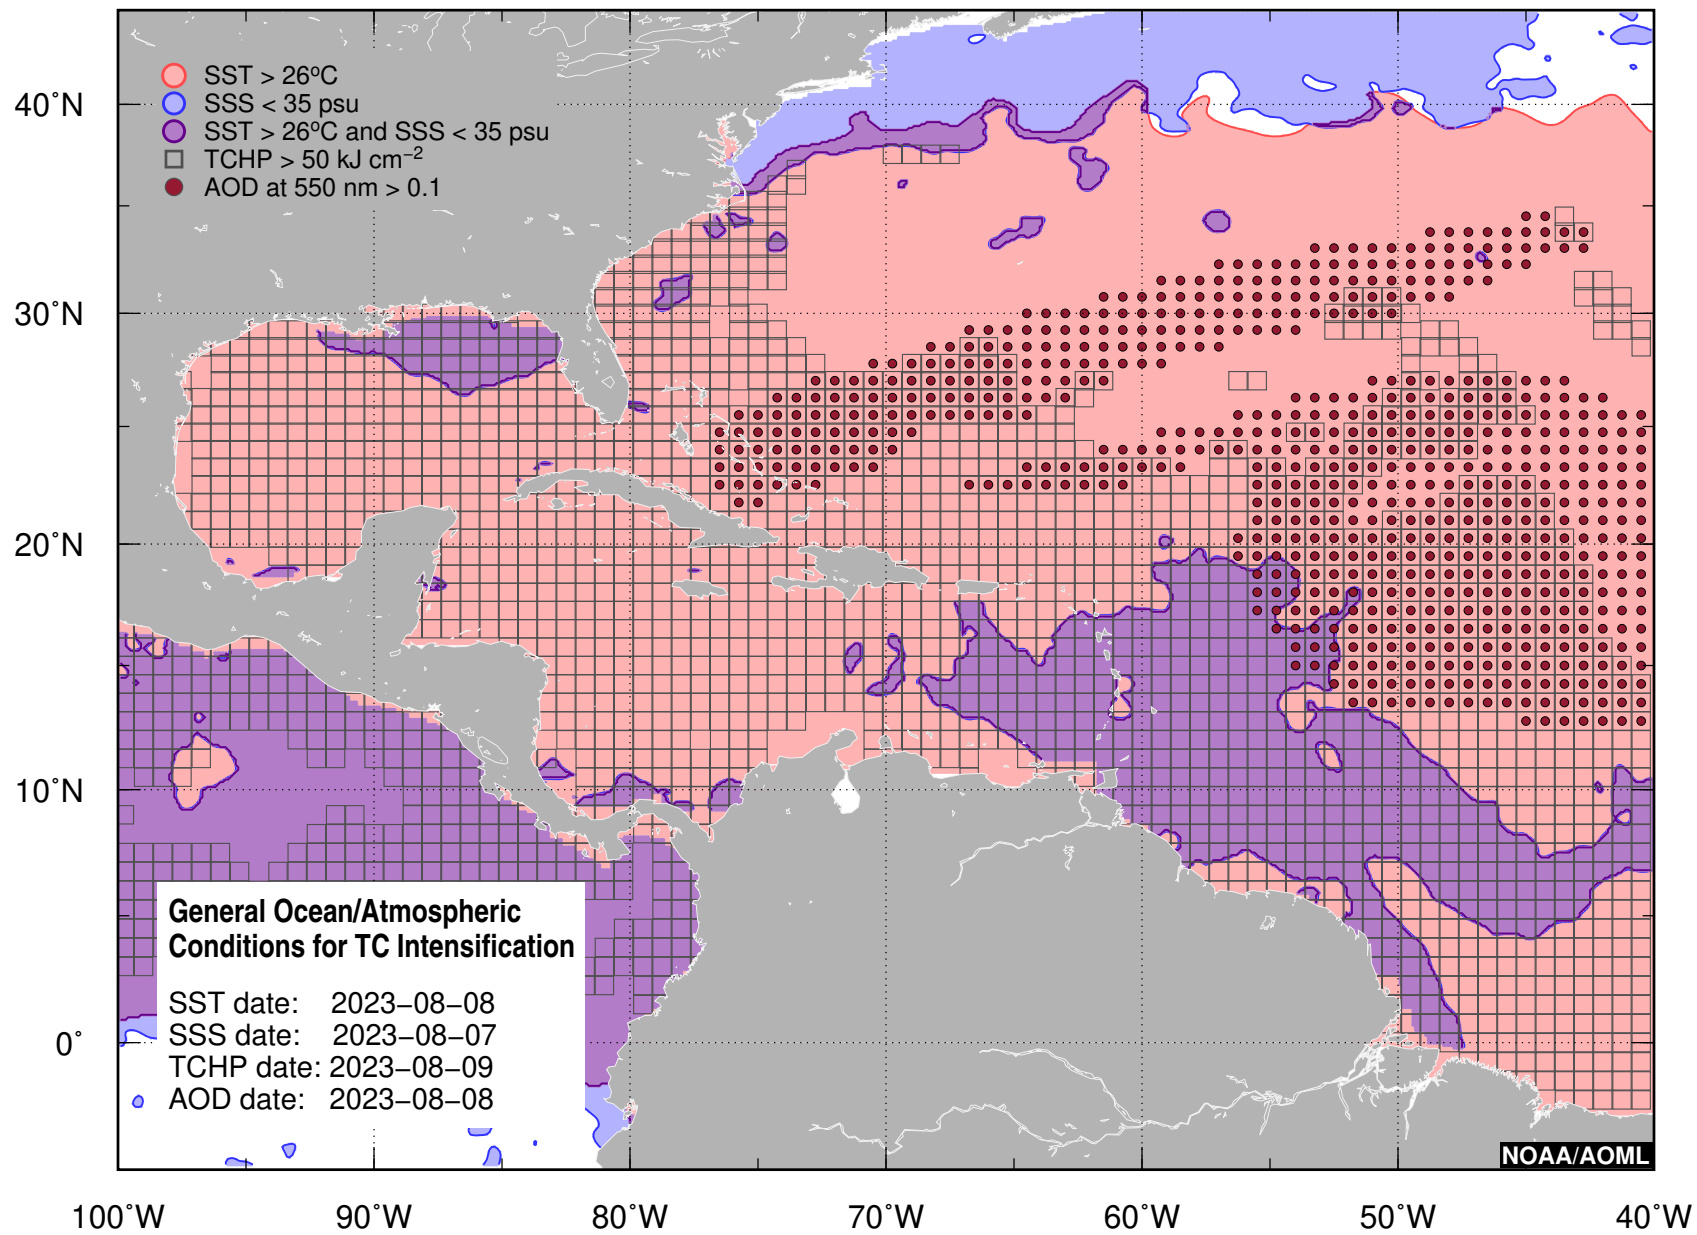 SST > 26°C
SSS < 35 psu
SST > 26°C and SSS < 35 psu
TCHP > 50 kJ cm⁻²
AOD at 550 nm > 0.1
40°N
30°N
20°N
10°N
0°
General Ocean/Atmospheric
Conditions for TC Intensification
SST date: 2023−08−08
SSS date: 2023−08−07
TCHP date: 2023−08−09
AOD date: 2023−08−08
NOAA/AOML
100°W 90°W 80°W 70°W 60°W 50°W 40°W